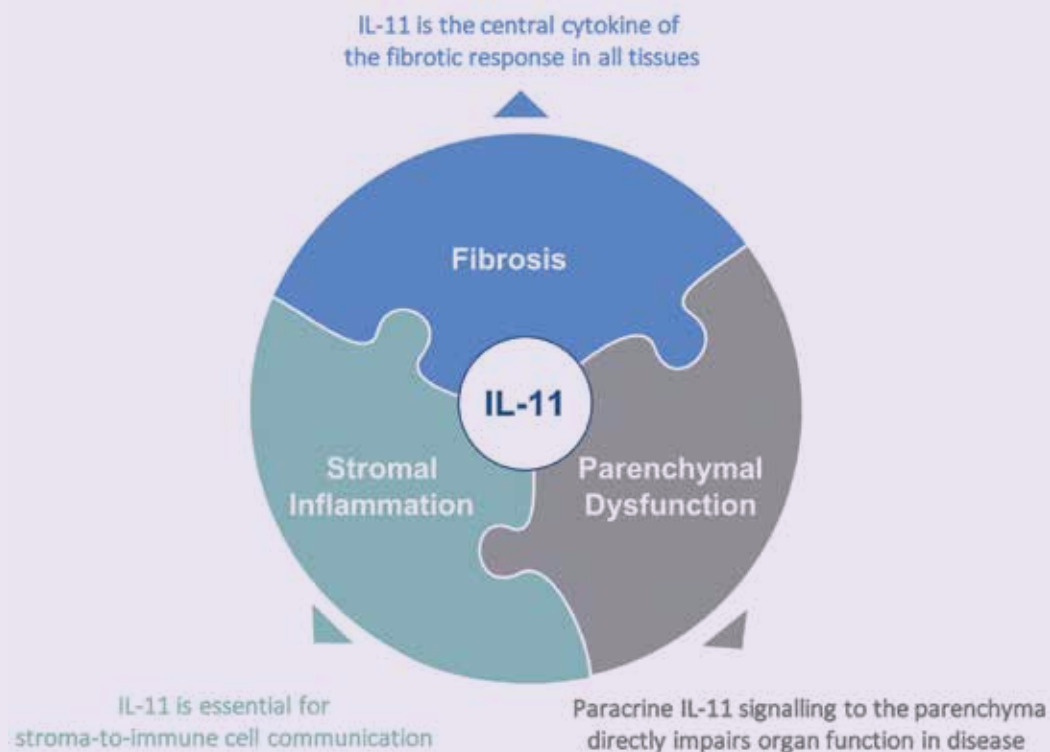 IL-11 is the central cytokine of
the fibrotic response in all tissues
Fibrosis
IL-11
Stromal
Inflammation
Parenchymal
Dysfunction
IL-11 is essential for
stroma-to-immune cell communication
Paracrine IL-11 signalling to the parenchyma
directly impairs organ function in disease